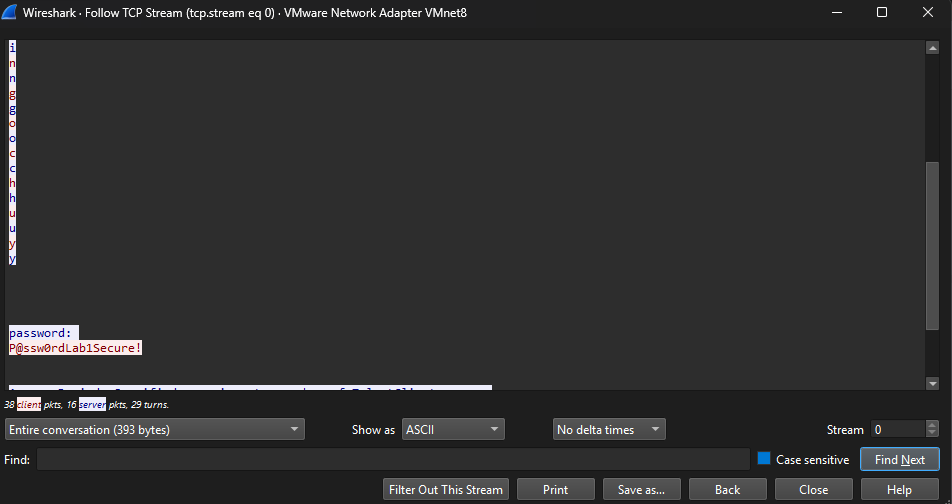 Wireshark · Follow TCP Stream (tcp.stream eq 0) · VMware Network Adapter VMnet8
i
n
n
g
g
o
o
c
c
h
h
u
u
y
y
password:
P@ssw0rdLab1Secure!
38 client pkts, 16 server pkts, 29 turns.
Entire conversation (393 bytes) Show as ASCII No delta times Stream 0
Find: Case sensitive Find Next
Filter Out This Stream Print Save as... Back Close Help